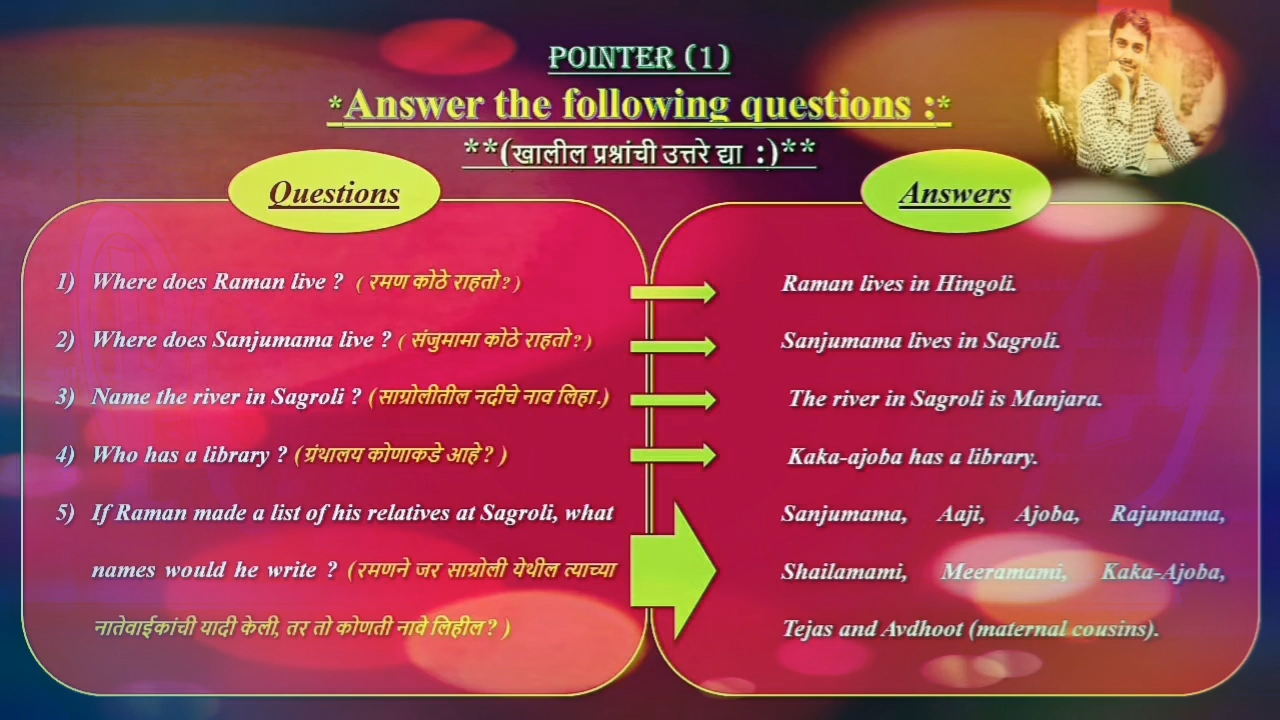 POINTER (1)
*Answer the following questions :*
**(खालील प्रश्नांची उत्तरे द्या :)**
Questions
1) Where does Raman live ? ( रमण कोठे राहतो ? )
2) Where does Sanjumama live ? ( संजुमामा कोठे राहतो ? )
3) Name the river in Sagroli ? (साग्रोलीतील नदीचे नाव लिहा .)
4) Who has a library ? ( ग्रंथालय कोणाकडे आहे ? )
5) If Raman made a list of his relatives at Sagroli, what
names would he write ? (रमणने जर साग्रोली येथील त्याच्या
नातेवाईकांची यादी केली, तर तो कोणती नावे लिहील ? )
Answers
Raman lives in Hingoli.
Sanjumama lives in Sagroli.
The river in Sagroli is Manjara.
Kaka-ajoba has a library.
Sanjumama, Aaji, Ajoba, Rajumama,
Shailamami, Meeramami, Kaka-Ajoba,
Tejas and Avdhoot (maternal cousins).